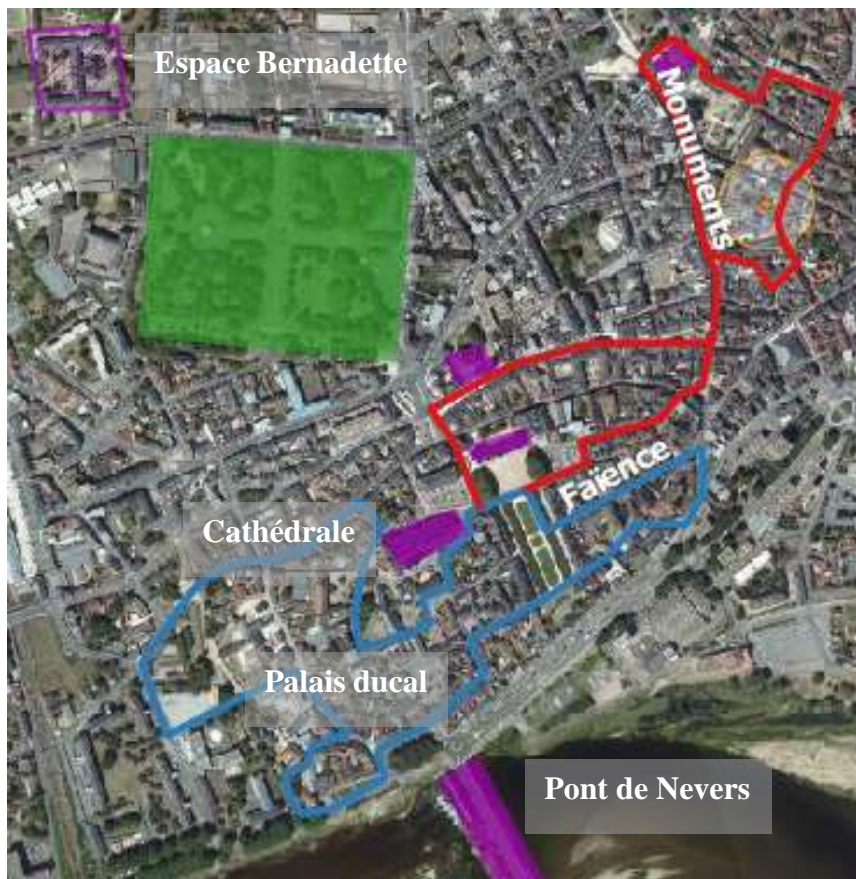 Espace Bernadette
Monuments
Faïence
Cathédrale
Palais ducal
Pont de Nevers